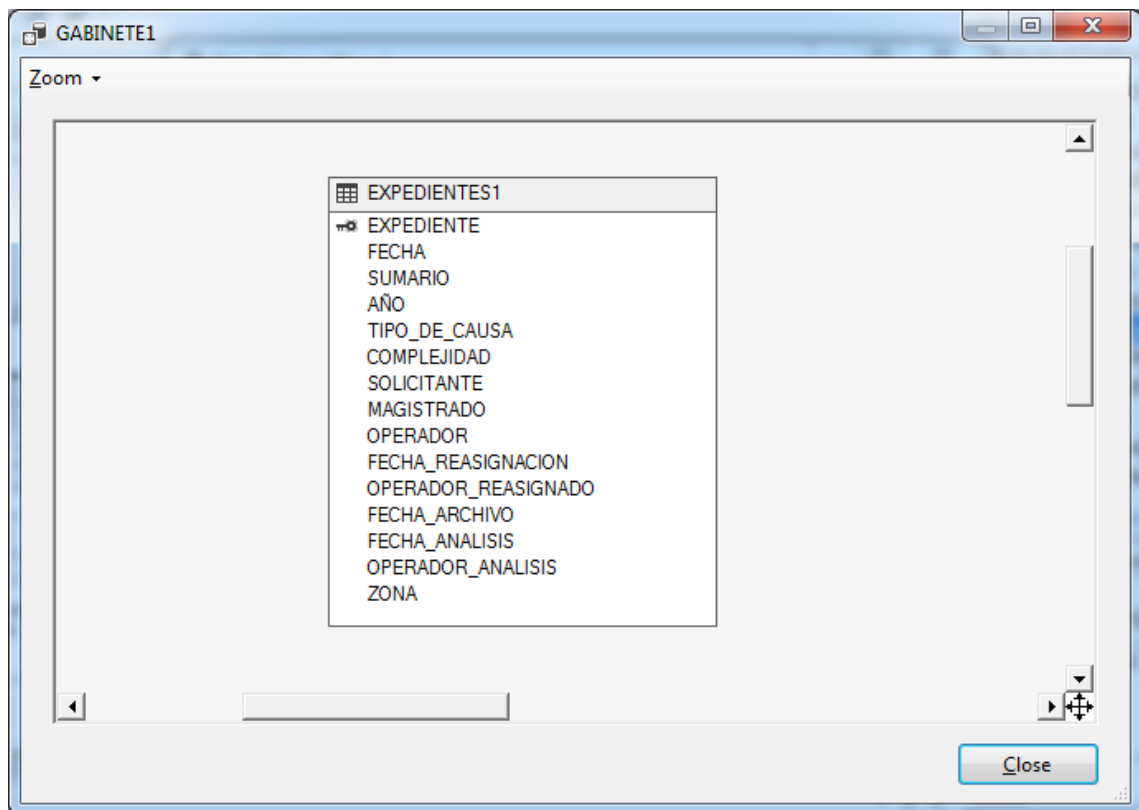 GABINETE1
Zoom
EXPEDIENTES1
EXPEDIENTE
FECHA
SUMARIO
AÑO
TIPO_DE_CAUSA
COMPLEJIDAD
SOLICITANTE
MAGISTRADO
OPERADOR
FECHA_REASIGNACION
OPERADOR_REASIGNADO
FECHA_ARCHIVO
FECHA_ANALISIS
OPERADOR_ANALISIS
ZONA
Close